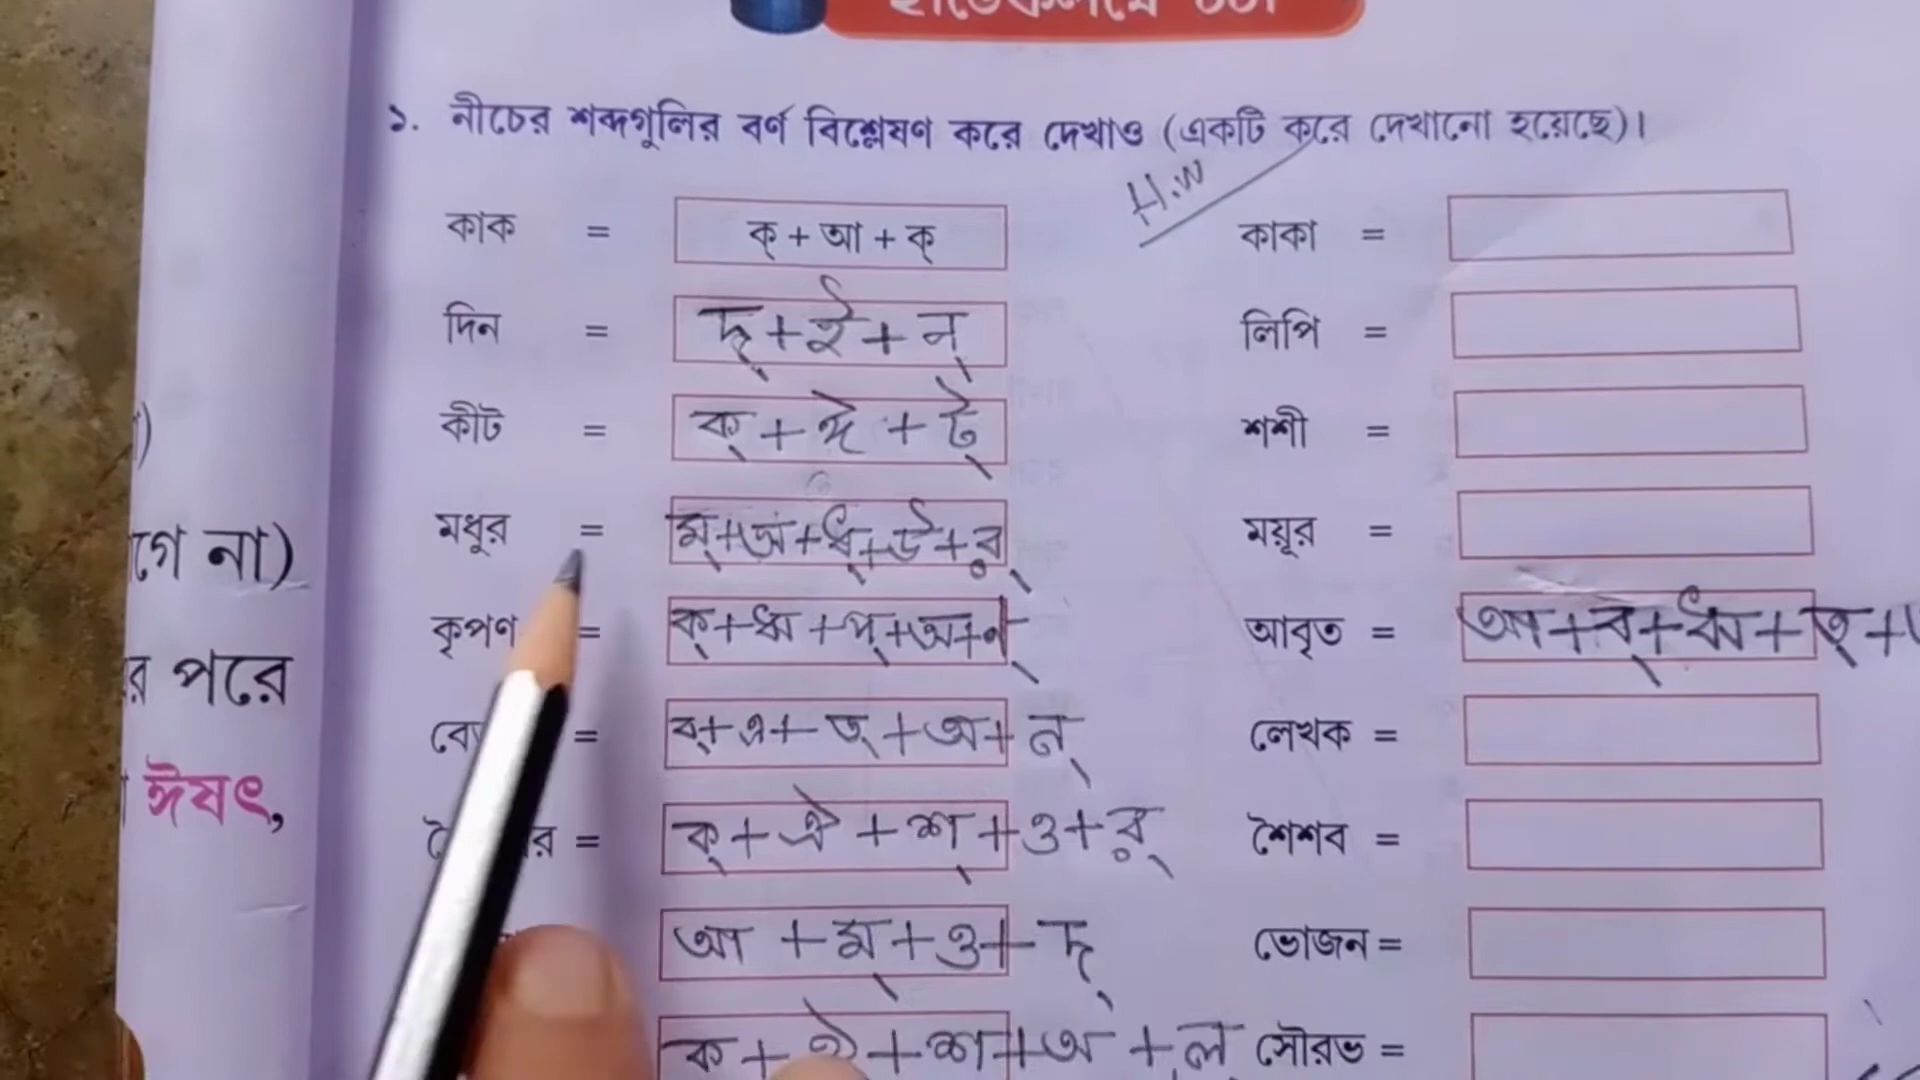 ১. নীচের শব্দগুলির বর্ণ বিশ্লেষণ করে দেখাও (একটি করে দেখানো হয়েছে)।
H.W
কাক = ক্ + আ + ক্ কাকা =
দিন = দ্ + ই + ন্ লিপি =
কীট = ক্ + ঈ + ট্ শশী =
মধুর = ম্+অ+ধ্+উ+র্ ময়ূর =
গে না)
কৃপণ = ক্+ঋ+প্+অ+ণ্ আবৃত = আ+ব্+ঋ+ত্+
পরে
= ব্+এ+ত্+অ+ন্ লেখক =
ঈষৎ,
র = ক্+ঐ+শ্+ও+র্ শৈশব =
আ +ম্+ও+দ্ ভোজন =
ক + ঔ+শ+অ +ল্ সৌরভ =